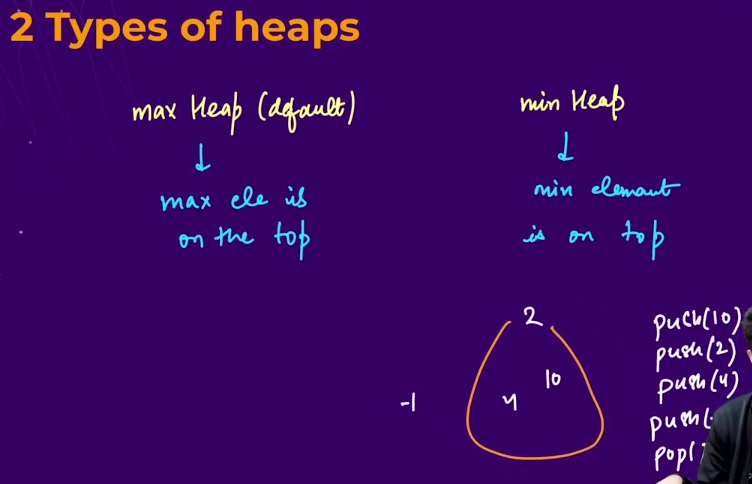 2 Types of heaps
max Heap (default)
max ele is
on the top
min Heap
min element
is on top
2
10
4
-1
push(10)
push(2)
push(4)
push(-
pop(